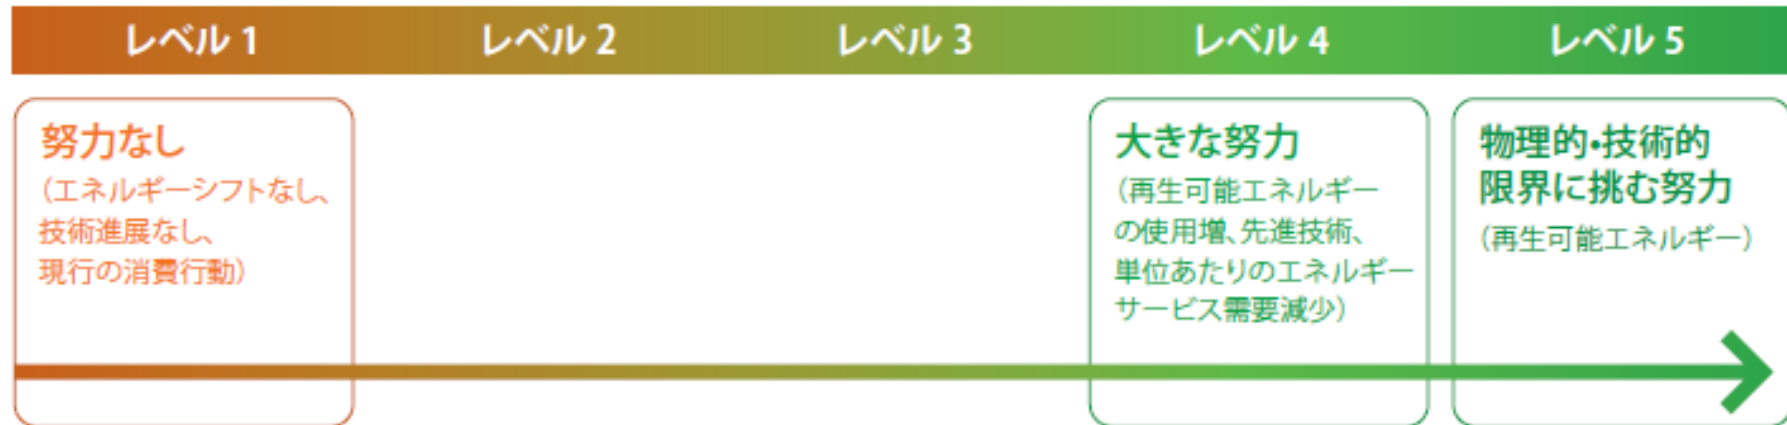 レベル 1
レベル 2
レベル 3
レベル 4
レベル 5
努力なし
（エネルギーシフトなし、
技術進展なし、
現行の消費行動）
大きな努力
（再生可能エネルギー
の使用増、先進技術、
単位あたりのエネルギー
サービス需要減少）
物理的・技術的
限界に挑む努力
（再生可能エネルギー）